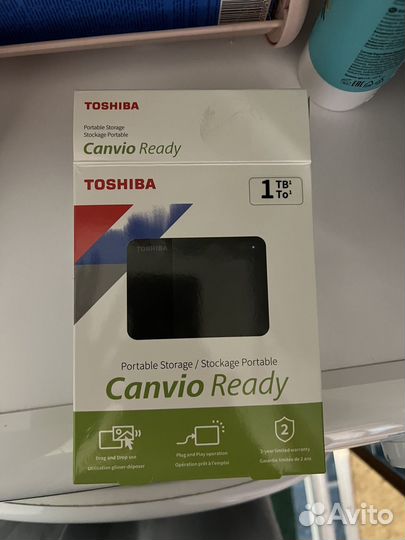 TOSHIBA
Portable Storage
Stockage Portable
Canvio Ready
TOSHIBA
1 TB¹
To¹
TOSHIBA
Portable Storage / Stockage Portable
Canvio Ready
Drag and Drop use
Utilisation glisser-déposer
Plug and Play operation
Opération prêt à l'emploi
2
2-year limited warranty
Garantie limitée de 2 ans
Avito